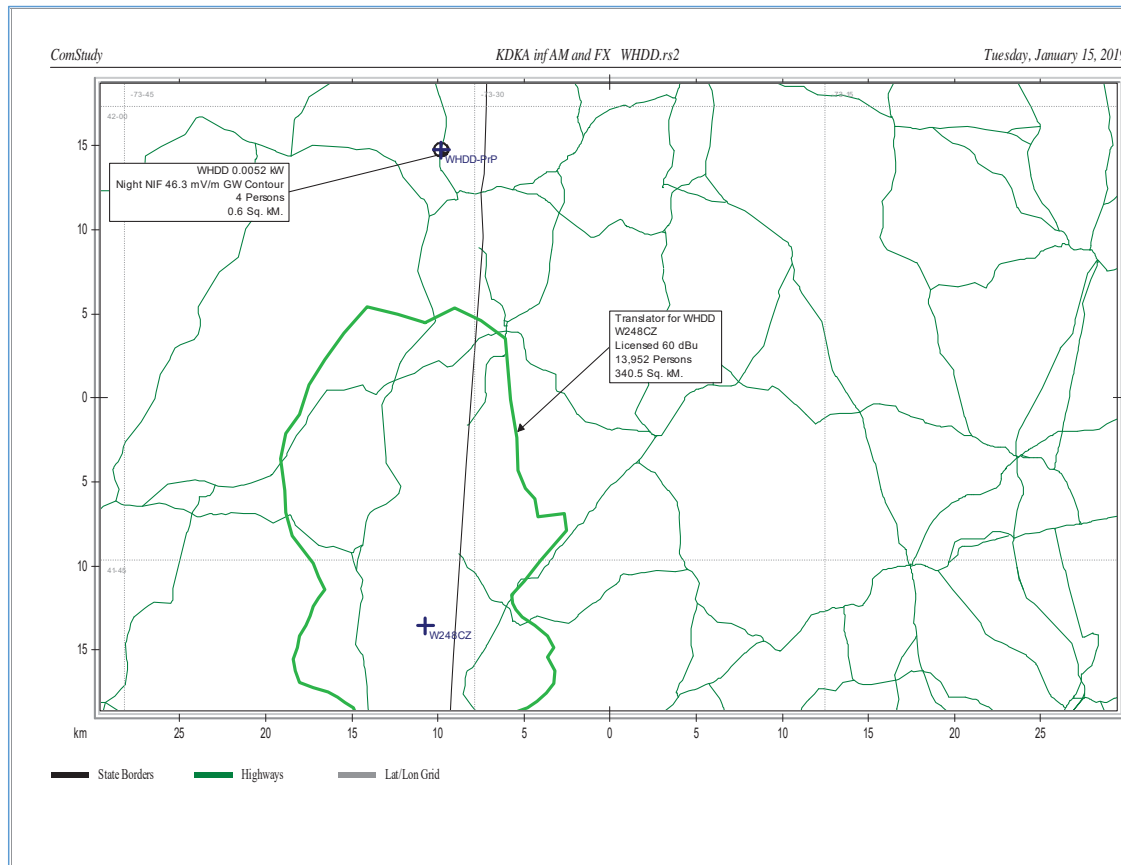 ComStudy
KDKA inf AM and FX WHDD.rs2
Tuesday, January 15, 2019
-73-45
-73-30
-73-15
42-00
15
WHDD-PrP
WHDD 0.0052 kW
Night NIF 46.3 mV/m GW Contour
4 Persons
0.6 Sq. kM.
10
5
Translator for WHDD
W248CZ
Licensed 60 dBu
13,952 Persons
340.5 Sq. kM.
0
5
10
41-45
W248CZ
15
km
25
20
15
10
5
0
5
10
15
20
25
State Borders
Highways
Lat/Lon Grid